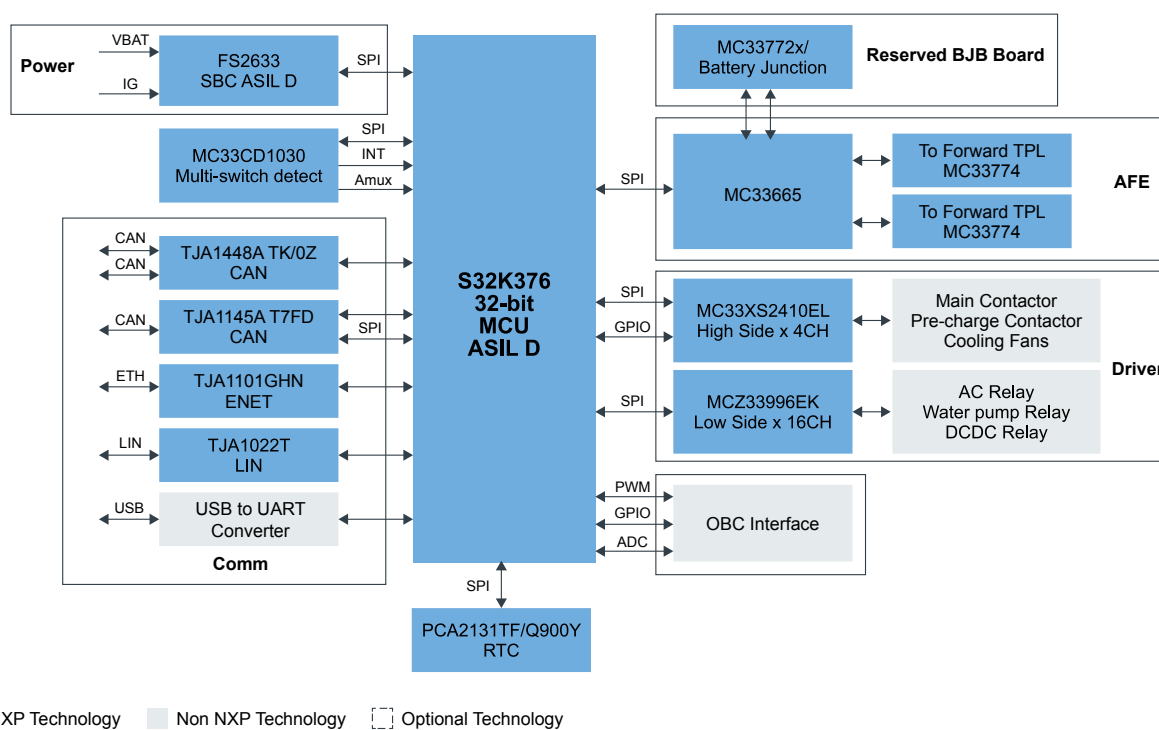 Power
VBAT
IG
FS2633
SBC ASIL D
SPI
MC33CD1030
Multi-switch detect
SPI
INT
Amux
CAN
CAN
TJA1448A TK/0Z
CAN
CAN
TJA1145A T7FD
CAN
SPI
ETH
TJA1101GHN
ENET
LIN
TJA1022T
LIN
USB
USB to UART
Converter
Comm
S32K376
32-bit
MCU
ASIL D
SPI
PCA2131TF/Q900Y
RTC
MC33772x/
Battery Junction
Reserved BJB Board
SPI
MC33665
To Forward TPL
MC33774
To Forward TPL
MC33774
AFE
SPI
GPIO
MC33XS2410EL
High Side x 4CH
Main Contactor
Pre-charge Contactor
Cooling Fans
SPI
MCZ33996EK
Low Side x 16CH
AC Relay
Water pump Relay
DCDC Relay
Driver
PWM
GPIO
ADC
OBC Interface
XP Technology
Non NXP Technology
Optional Technology